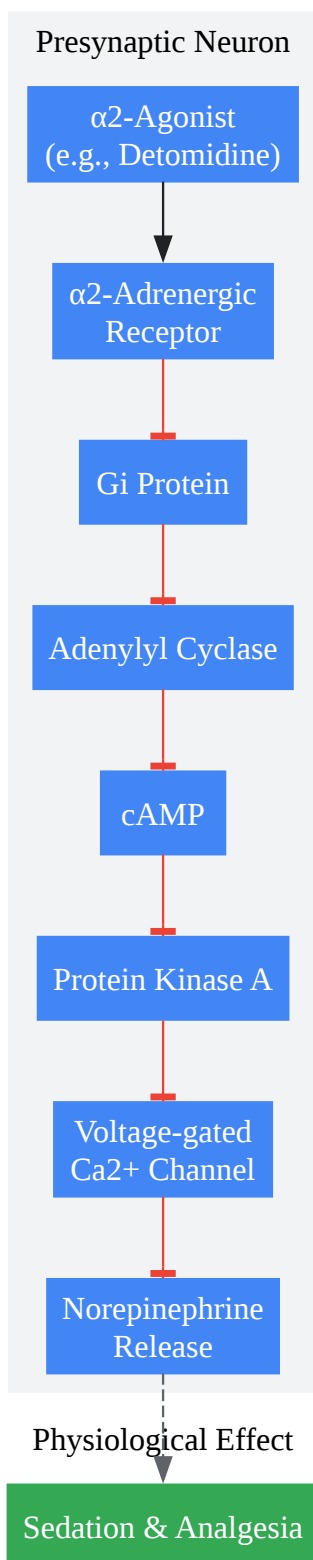 Presynaptic Neuron
α2-Agonist
(e.g., Detomidine)
α2-Adrenergic
Receptor
Gi Protein
Adenylyl Cyclase
cAMP
Protein Kinase A
Voltage-gated
Ca2+ Channel
Norepinephrine
Release
Physiological Effect
Sedation & Analgesia